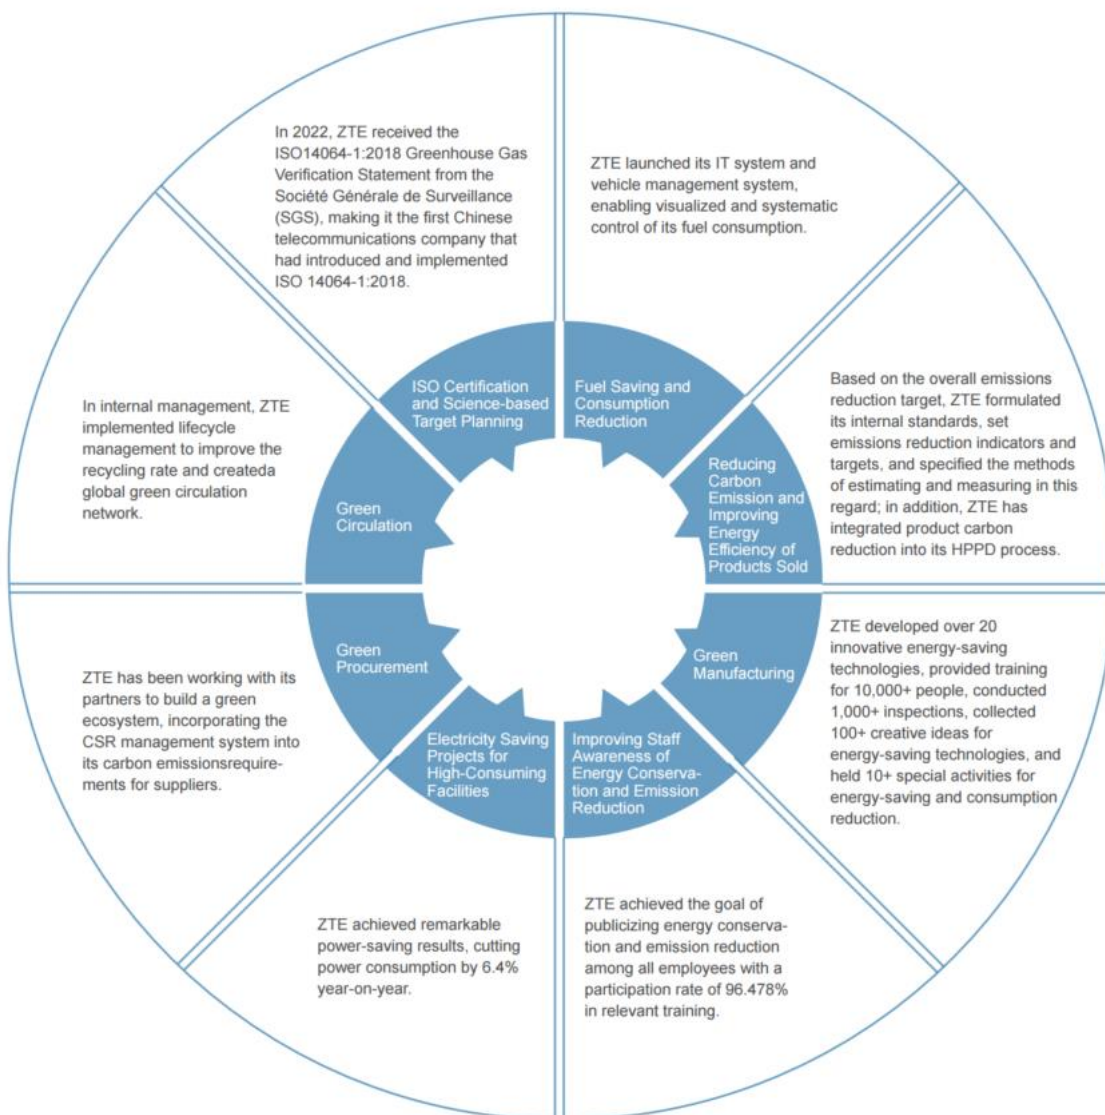 In 2022, ZTE received the
ISO14064-1:2018 Greenhouse Gas
Verification Statement from the
Société Générale de Surveillance
(SGS), making it the first Chinese
telecommunications company that
had introduced and implemented
ISO 14064-1:2018.
ISO Certification
and Science-based
Target Planning
ZTE launched its IT system and
vehicle management system,
enabling visualized and systematic
control of its fuel consumption.
Fuel Saving and
Consumption
Reduction
Based on the overall emissions
reduction target, ZTE formulated
its internal standards, set
emissions reduction indicators and
targets, and specified the methods
of estimating and measuring in this
regard; in addition, ZTE has
integrated product carbon
reduction into its HPPD process.
Reducing
Carbon
Emission and
Improving
Energy
Efficiency of
Products Sold
ZTE developed over 20
innovative energy-saving
technologies, provided training
for 10,000+ people, conducted
1,000+ inspections, collected
100+ creative ideas for
energy-saving technologies, and
held 10+ special activities for
energy-saving and consumption
reduction.
Green
Manufacturing
Improving Staff
Awareness of
Energy Conserva-
tion and Emission
Reduction
ZTE achieved the goal of
publicizing energy conserva-
tion and emission reduction
among all employees with a
participation rate of 96.478%
in relevant training.
Electricity Saving
Projects for
High-Consuming
Facilities
ZTE achieved remarkable
power-saving results, cutting
power consumption by 6.4%
year-on-year.
Green
Procurement
ZTE has been working with its
partners to build a green
ecosystem, incorporating the
CSR management system into
its carbon emissionsrequire-
ments for suppliers.
Green
Circulation
In internal management, ZTE
implemented lifecycle
management to improve the
recycling rate and createda
global green circulation
network.